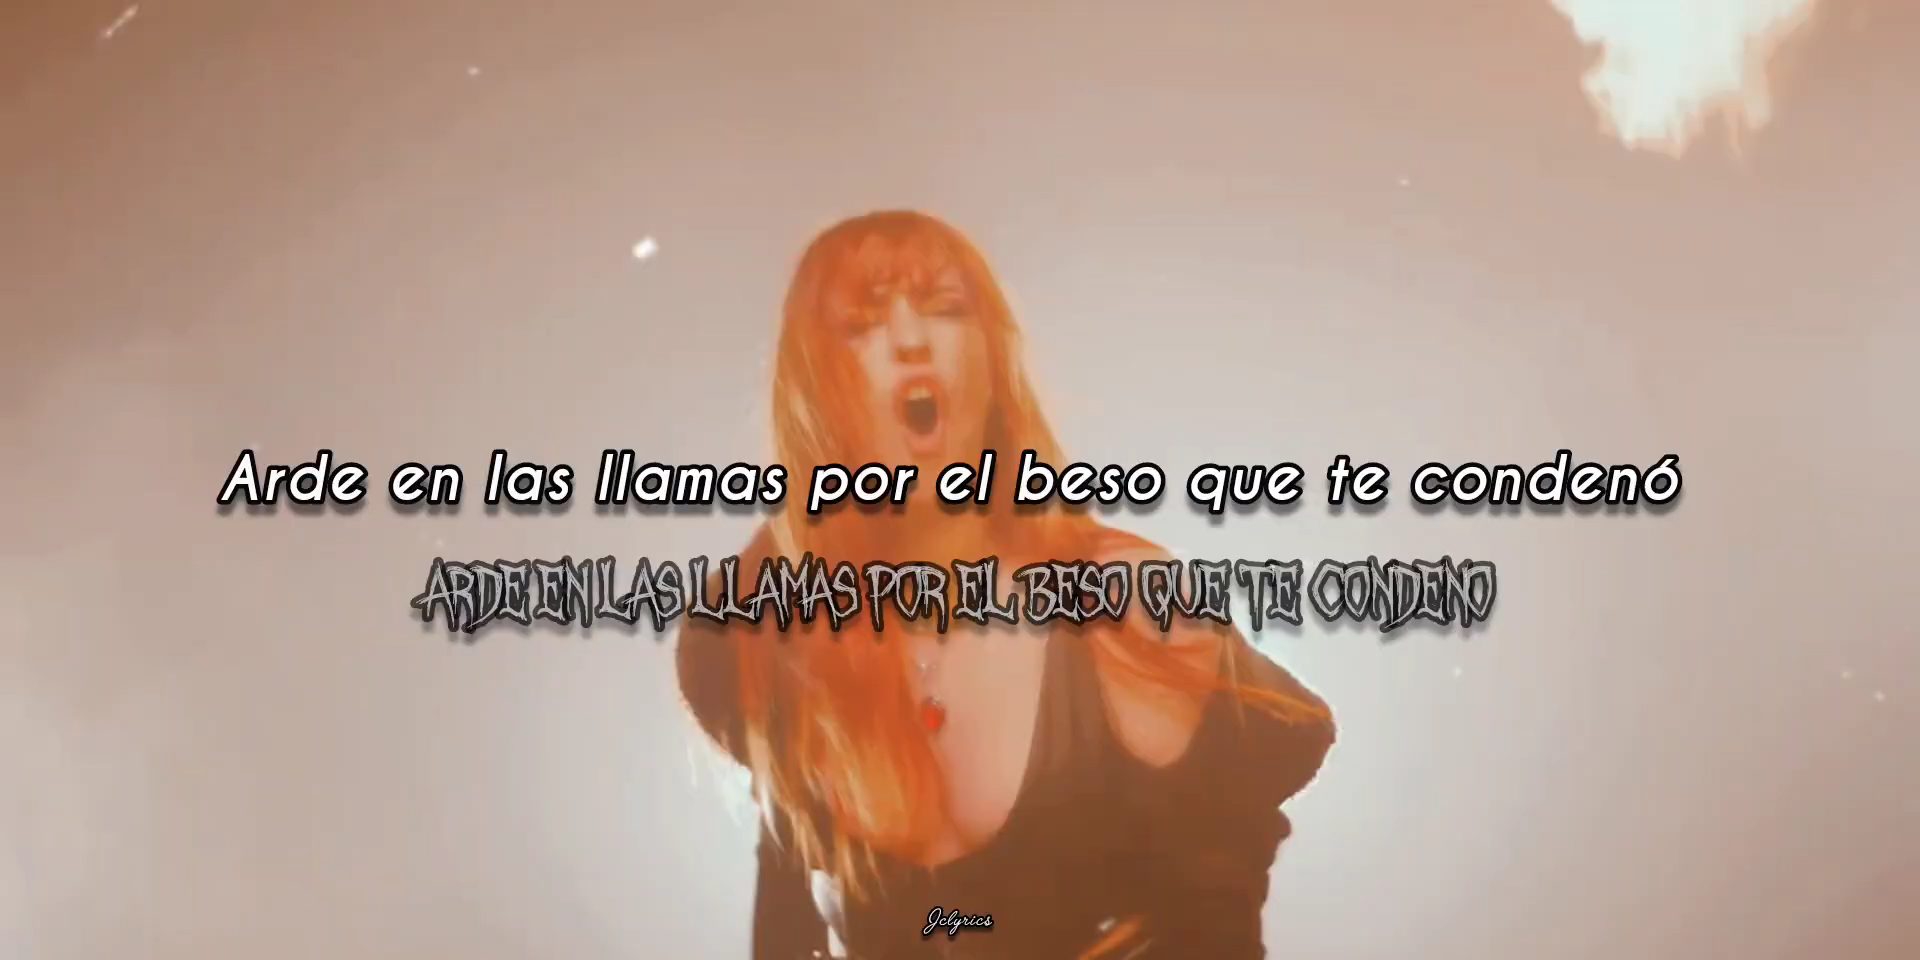 Arde en las llamas por el beso que te condenó
ARDE EN LAS LLAMAS POR EL BESO QUE TE CONDENO
Jclyrics